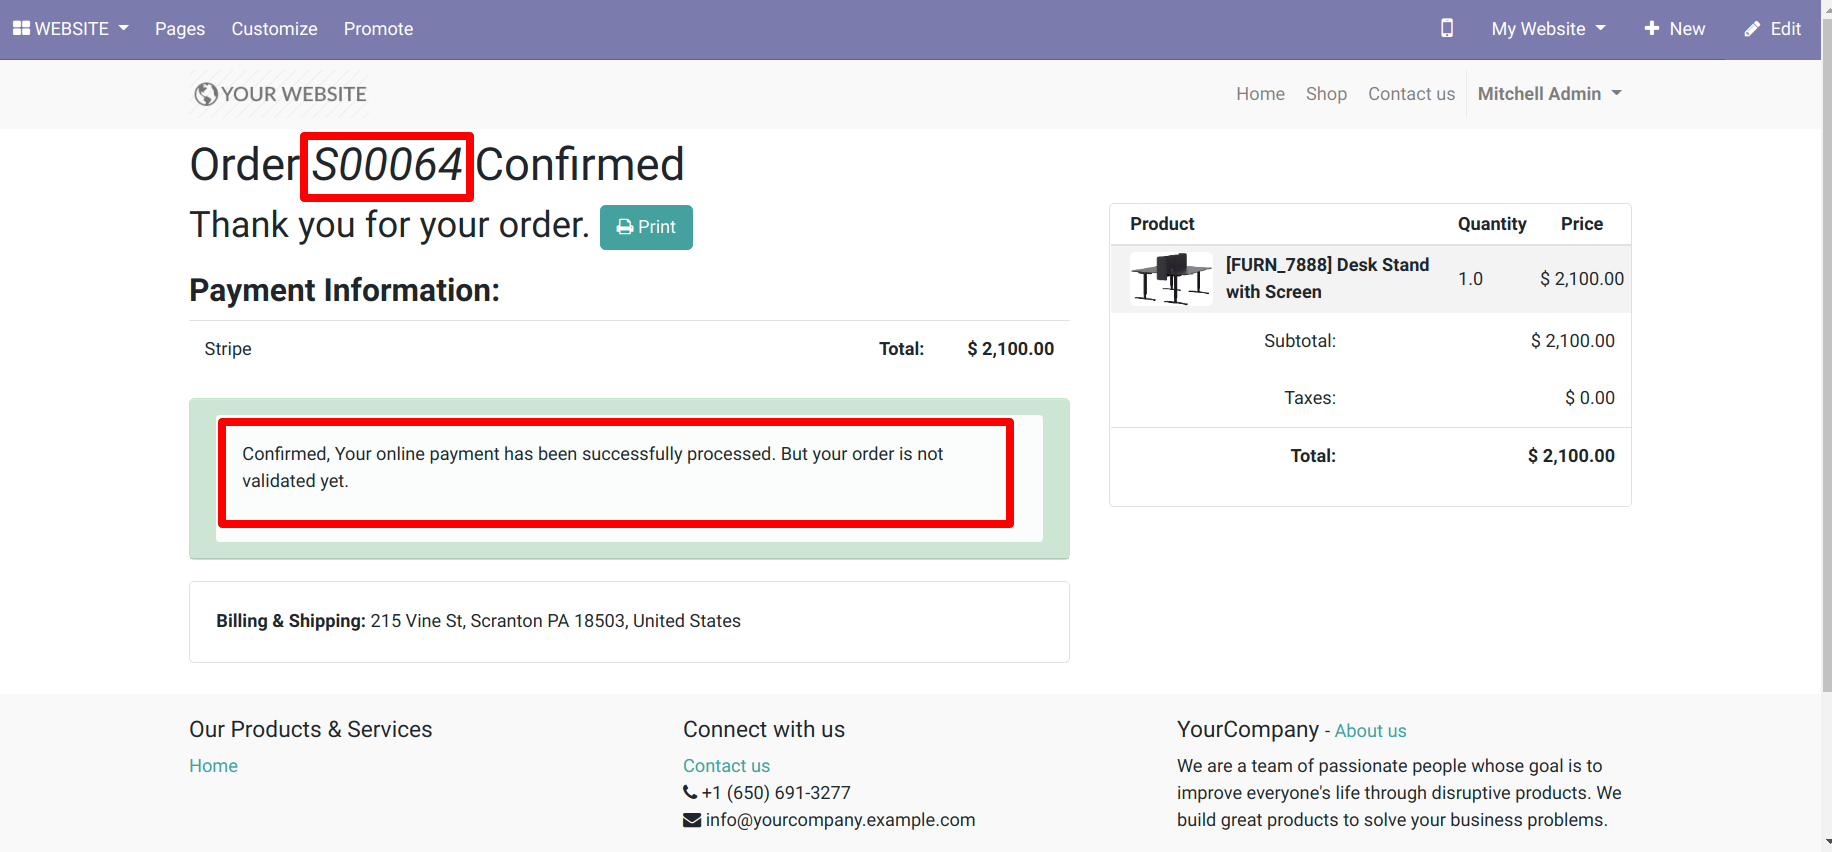 WEBSITE Pages Customize Promote My Website New Edit
YOUR WEBSITE Home Shop Contact us Mitchell Admin
Order S00064 Confirmed
Thank you for your order. Print
Payment Information:
Stripe Total: $ 2,100.00
Confirmed, Your online payment has been successfully processed. But your order is not
validated yet.
Billing & Shipping: 215 Vine St, Scranton PA 18503, United States
Product Quantity Price
[FURN_7888] Desk Stand
with Screen 1.0 $ 2,100.00
Subtotal: $ 2,100.00
Taxes: $ 0.00
Total: $ 2,100.00
Our Products & Services
Home
Connect with us
Contact us
+1 (650) 691-3277
info@yourcompany.example.com
YourCompany - About us
We are a team of passionate people whose goal is to
improve everyone's life through disruptive products. We
build great products to solve your business problems.